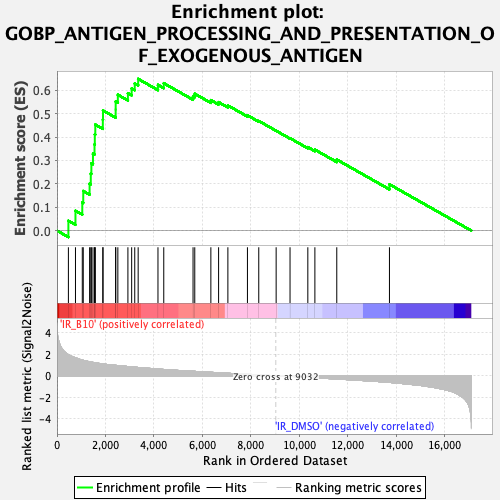 Enrichment plot:
GOBP_ANTIGEN_PROCESSING_AND_PRESENTATION_O
F_EXOGENOUS_ANTIGEN
Enrichment score (ES)
0.6
0.5
0.4
0.3
0.2
0.1
0.0
'IR_B10' (positively correlated)
Ranked list metric (Signal2Noise)
4
2
0
-2
-4
Zero cross at 9032
'IR_DMSO' (negatively correlated)
0 2,000 4,000 6,000 8,000 10,000 12,000 14,000 16,000
Rank in Ordered Dataset
Enrichment profile Hits Ranking metric scores